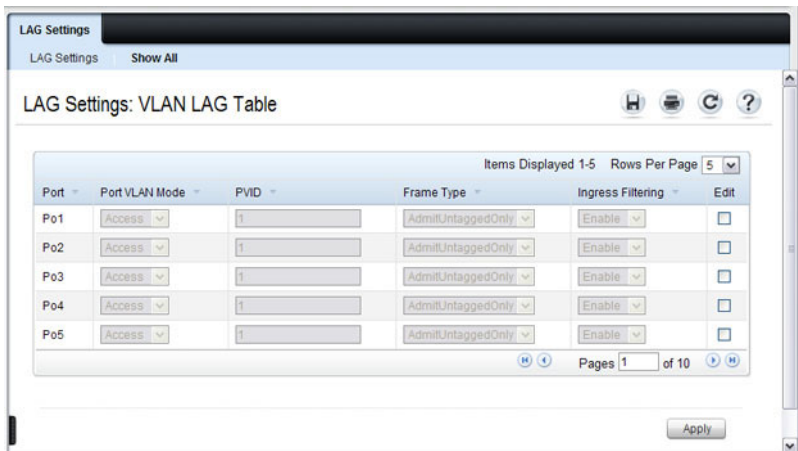 LAG Settings
LAG Settings Show All
LAG Settings: VLAN LAG Table
?
Items Displayed 1-5 Rows Per Page 5
Port Port VLAN Mode PVID Frame Type Ingress Filtering Edit
Po1 Access 1 AdmitUntaggedOnly Enable
Po2 Access 1 AdmitUntaggedOnly Enable
Po3 Access 1 AdmitUntaggedOnly Enable
Po4 Access 1 AdmitUntaggedOnly Enable
Po5 Access 1 AdmitUntaggedOnly Enable
Pages 1 of 10
Apply